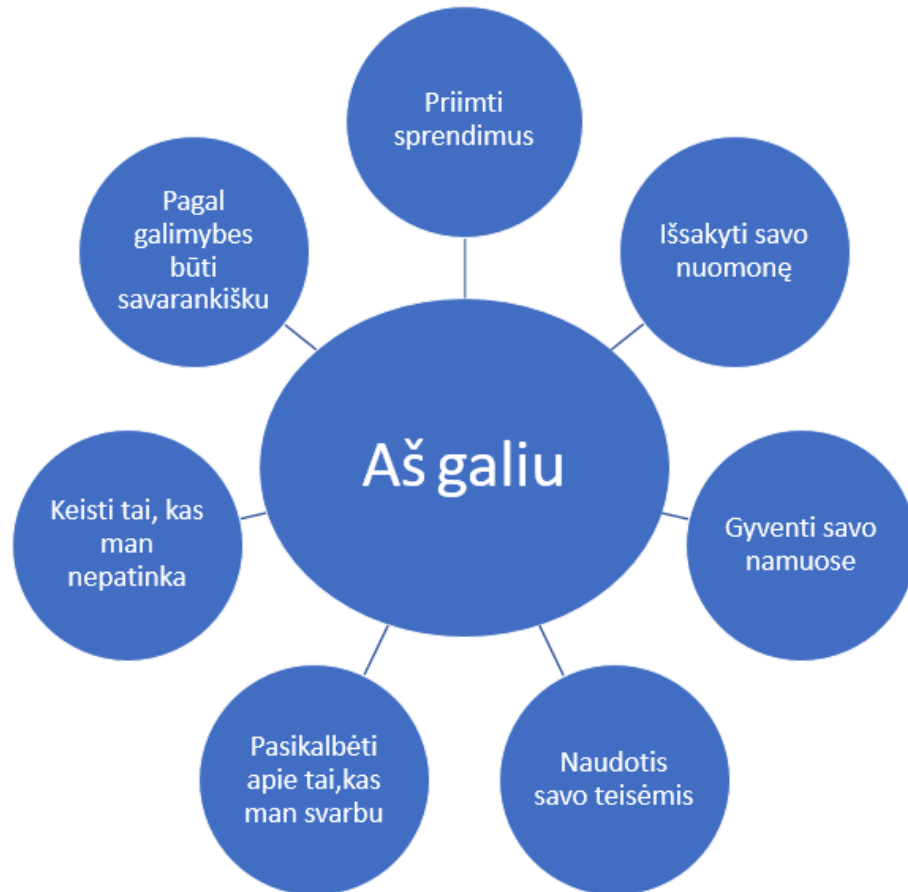 Priimti
sprendimus
Išsakyti savo
nuomonę
Gyventi savo
namuose
Naudotis
savo teisėmis
Pasikalbėti
apie tai,kas
man svarbu
Keisti tai, kas
man
nepatinka
Pagal
galimybes
būti
savarankišku
Aš galiu